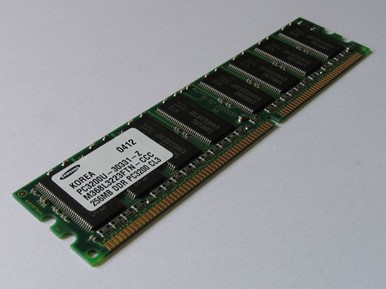 SAMSUNG
KOREA 0412
PC3200U-30331-Z
M368L3223FTN-CCC
256MB DDR PC3200 CL3